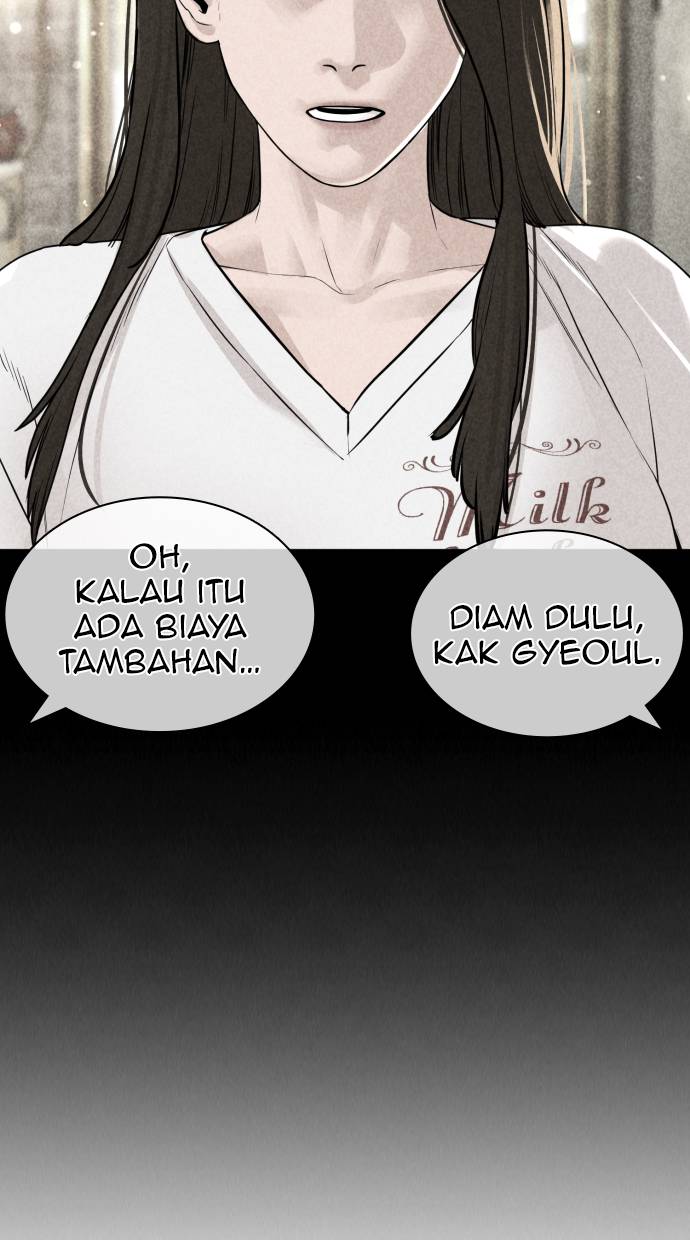 Milk
OH,
KALAU ITU
ADA BIAYA
TAMBAHAN...
DIAM DULU,
KAK GYEOUL.